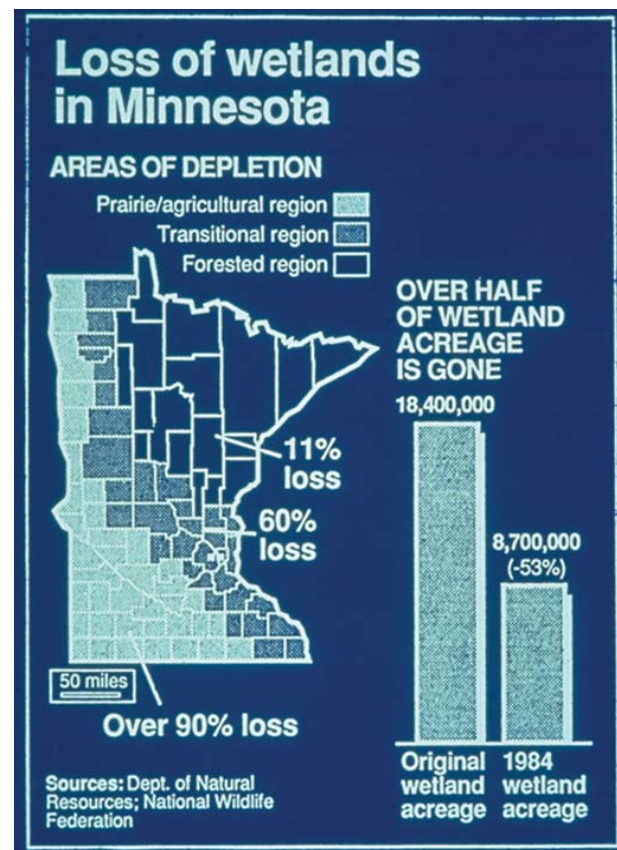 Loss of wetlands
in Minnesota
AREAS OF DEPLETION
Prairie/agricultural region
Transitional region
Forested region
11%
loss
60%
loss
50 miles
Over 90% loss
OVER HALF
OF WETLAND
ACREAGE
IS GONE
18,400,000
8,700,000
(-53%)
Original
wetland
acreage
1984
wetland
acreage
Sources: Dept. of Natural
Resources; National Wildlife
Federation